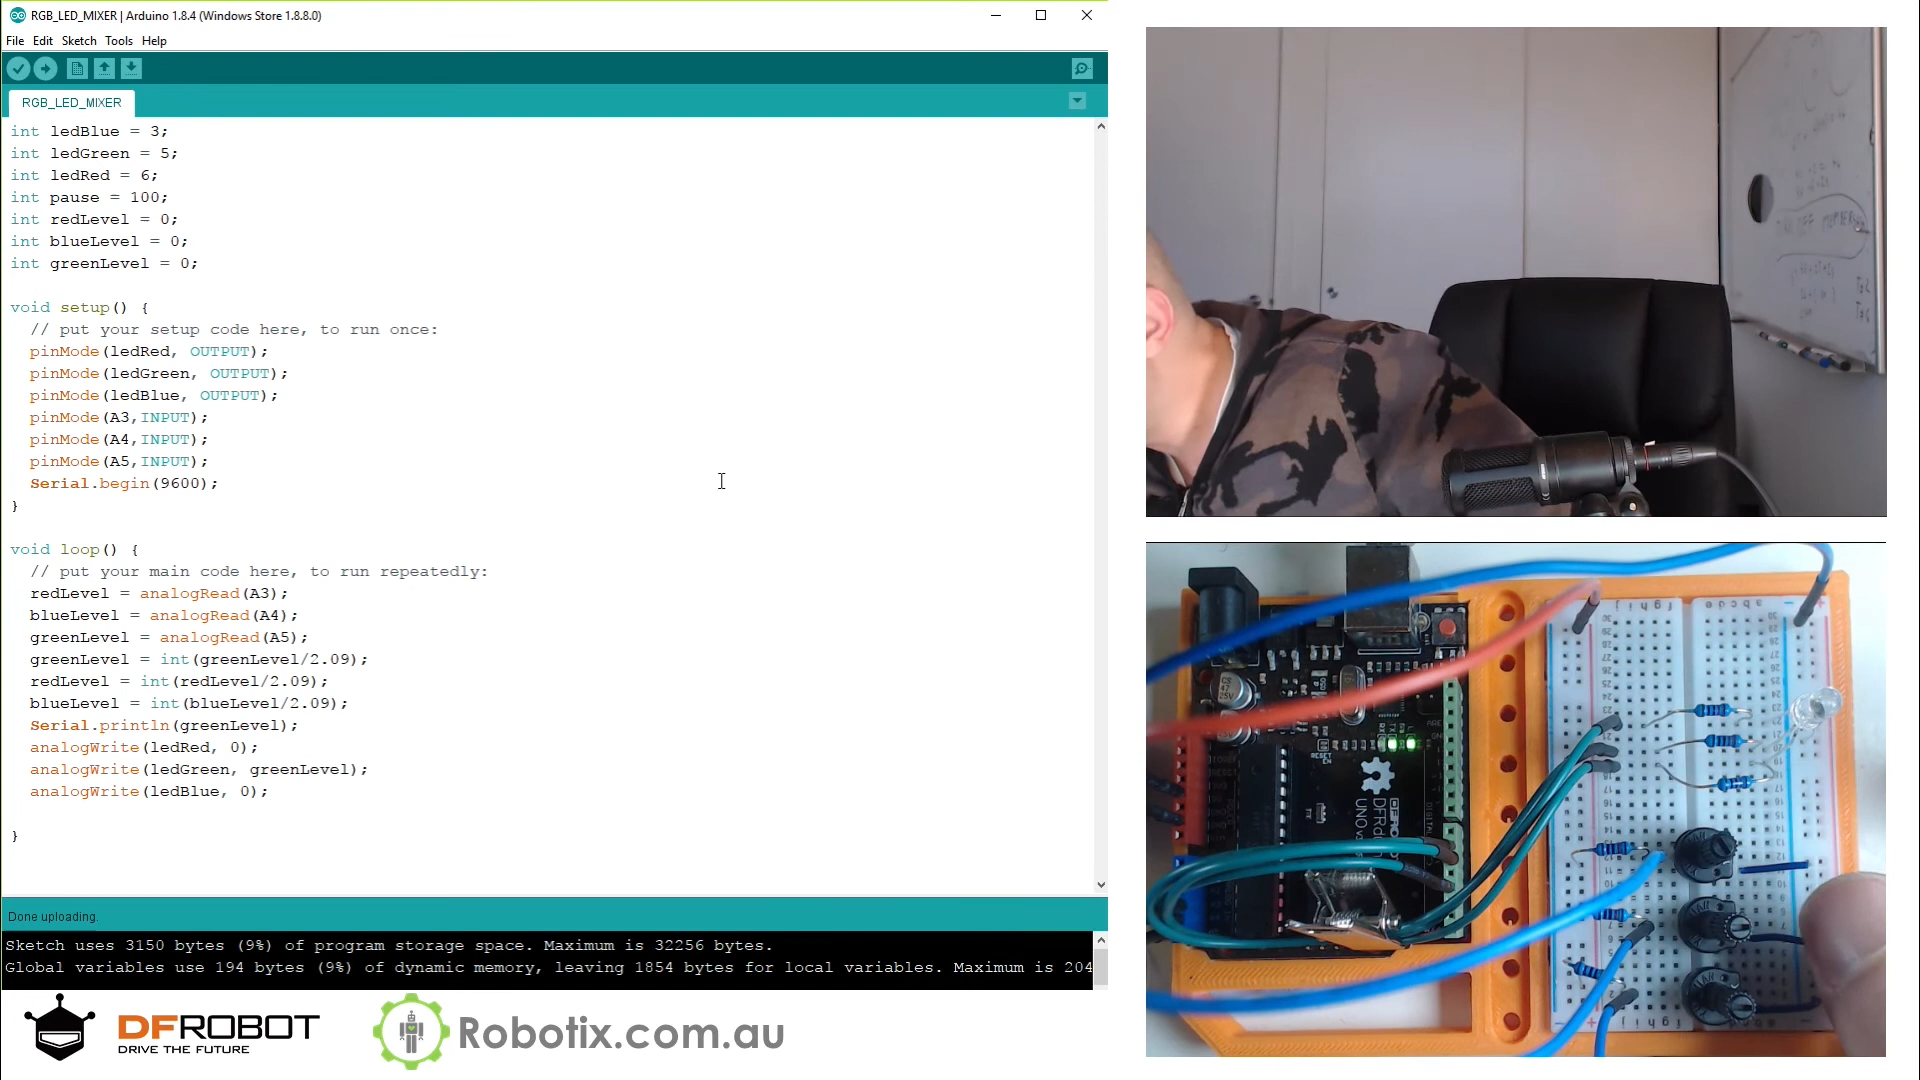 RGB_LED_MIXER | Arduino 1.8.4 (Windows Store 1.8.8.0)
File Edit Sketch Tools Help
RGB_LED_MIXER
int ledBlue = 3;
int ledGreen = 5;
int ledRed = 6;
int pause = 100;
int redLevel = 0;
int blueLevel = 0;
int greenLevel = 0;
void setup() {
// put your setup code here, to run once:
pinMode(ledRed, OUTPUT);
pinMode(ledGreen, OUTPUT);
pinMode(ledBlue, OUTPUT);
pinMode(A3,INPUT);
pinMode(A4,INPUT);
pinMode(A5,INPUT);
Serial.begin(9600);
}
void loop() {
// put your main code here, to run repeatedly:
redLevel = analogRead(A3);
blueLevel = analogRead(A4);
greenLevel = analogRead(A5);
greenLevel = int(greenLevel/2.09);
redLevel = int(redLevel/2.09);
blueLevel = int(blueLevel/2.09);
Serial.println(greenLevel);
analogWrite(ledRed, 0);
analogWrite(ledGreen, greenLevel);
analogWrite(ledBlue, 0);
}
Done uploading.
Sketch uses 3150 bytes (9%) of program storage space. Maximum is 32256 bytes.
Global variables use 194 bytes (9%) of dynamic memory, leaving 1854 bytes for local variables. Maximum is 204
DFROBOT
DRIVE THE FUTURE
Robotix.com.au